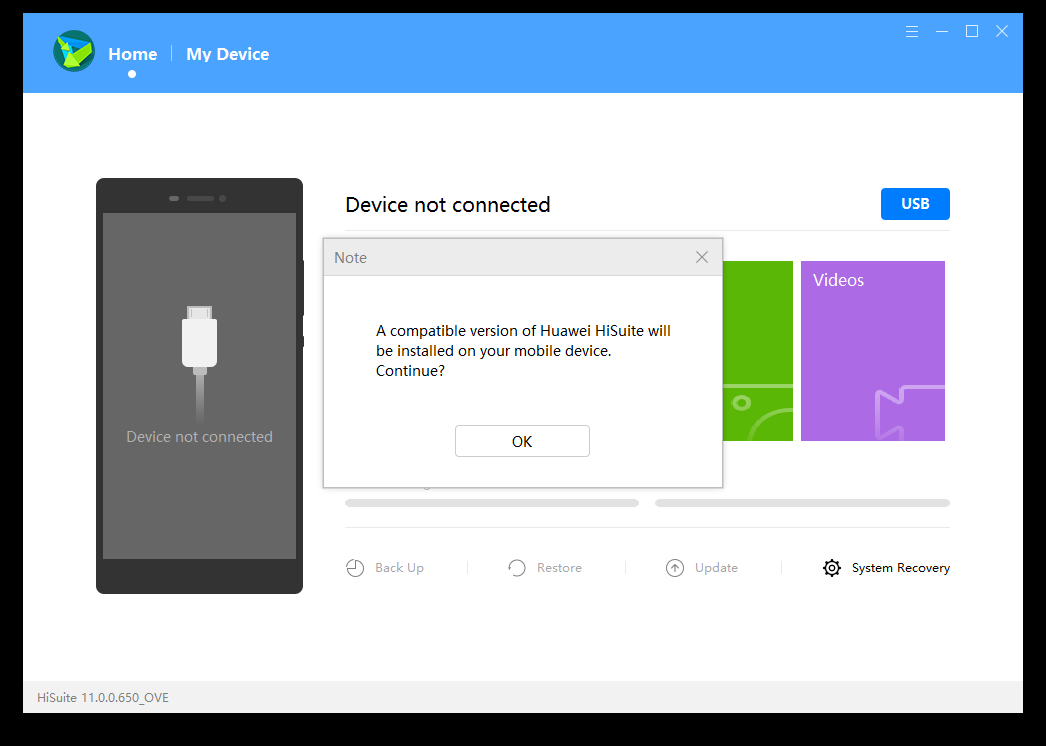 Home
My Device
Device not connected
USB
Note
Videos
A compatible version of Huawei HiSuite will
be installed on your mobile device.
Continue?
Device not connected
OK
Back Up
Restore
Update
System Recovery
HiSuite 11.0.0.650_OVE